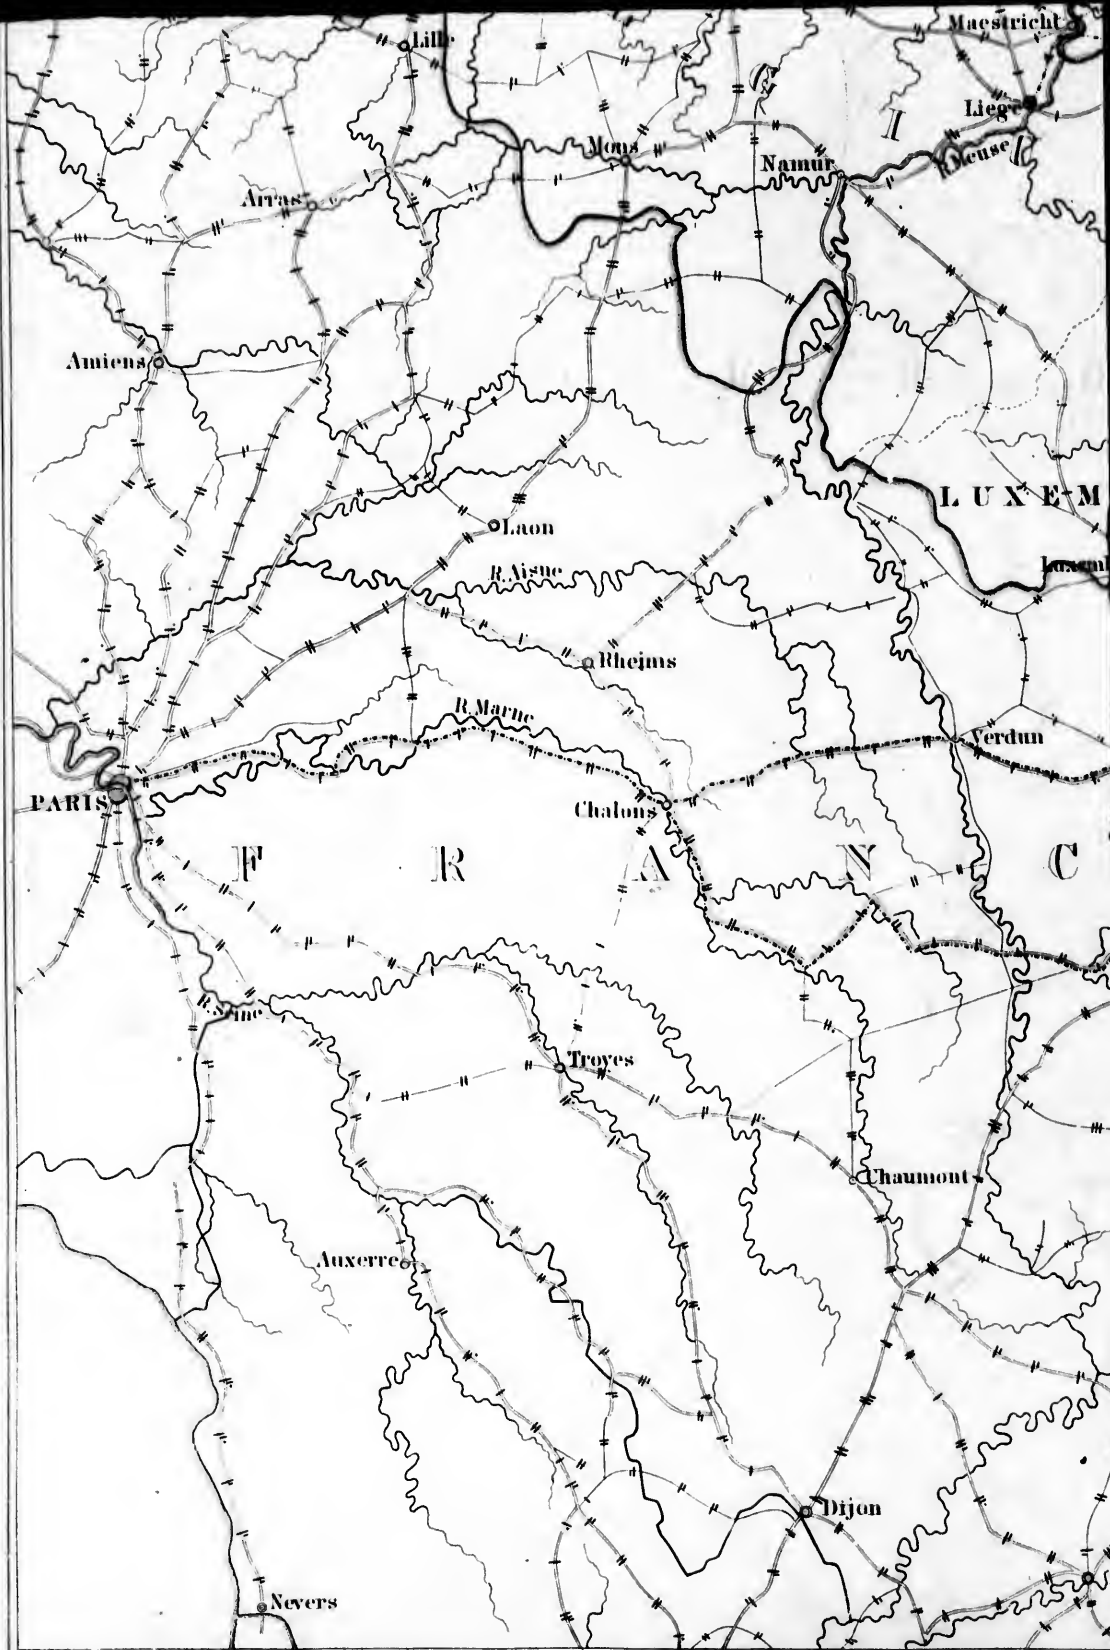 Maestricht
Lille
Liege
I
Mons
Namur
R.Meuse
Arras
Amiens
LUXEM
Laon
R.Aisne
Luxemb
Rheims
R.Marne
Verdun
PARIS
Chalons
F R A N C
R.Seine
Troyes
Chaumont
Auxerre
Dijon
Nevers